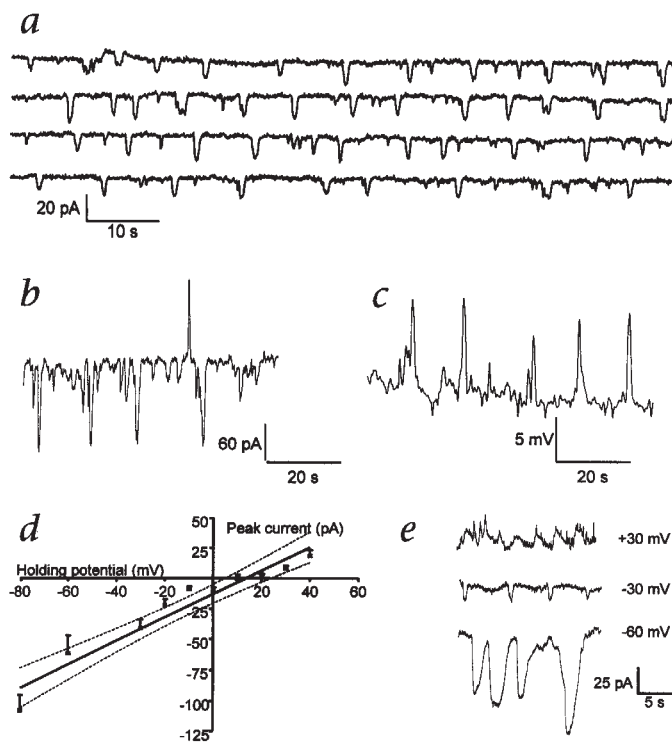 a
20 pA
10 s
b
c
60 pA
20 s
5 mV
20 s
d
e
50
Peak current (pA)
25
Holding potential (mV)
-80 -60 -40 -20 0 20 40 60
-25
-50
-75
-100
-125
+30 mV
-30 mV
-60 mV
25 pA
5 s